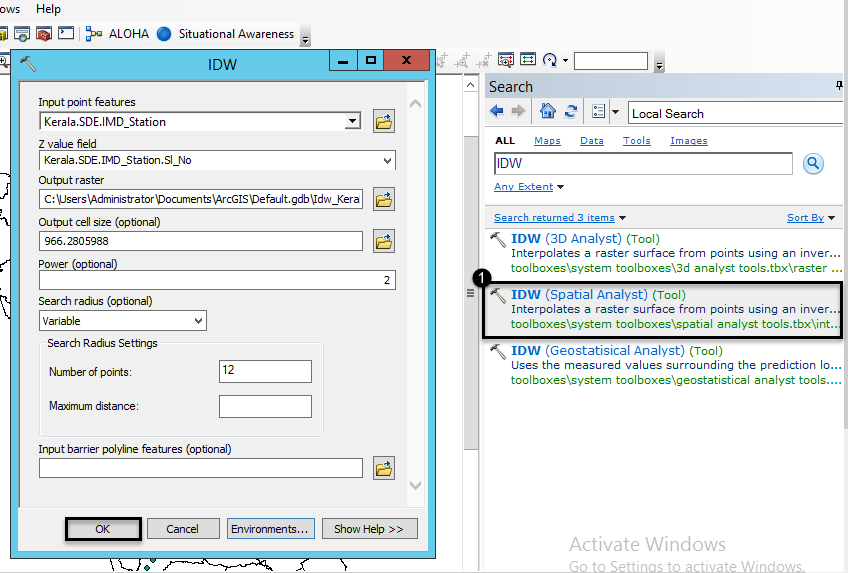 ows Help
ALOHA Situational Awareness
IDW
Input point features
Kerala.SDE.IMD_Station
Z value field
Kerala.SDE.IMD_Station.Sl_No
Output raster
C:\Users\Administrator\Documents\ArcGIS\Default.gdb\Idw_Kera
Output cell size (optional)
966.2805988
Power (optional)
2
Search radius (optional)
Variable
Search Radius Settings
Number of points:
12
Maximum distance:
Input barrier polyline features (optional)
OK Cancel Environments... Show Help >>
Search
Local Search
ALL Maps Data Tools Images
IDW
Any Extent
Search returned 3 items Sort By
IDW (3D Analyst) (Tool)
Interpolates a raster surface from points using an inver...
toolboxes\system toolboxes\3d analyst tools.tbx\raster ...
1
IDW (Spatial Analyst) (Tool)
Interpolates a raster surface from points using an inver...
toolboxes\system toolboxes\spatial analyst tools.tbx\int...
IDW (Geostatisical Analyst) (Tool)
Uses the measured values surrounding the prediction lo...
toolboxes\system toolboxes\geostatistical analyst tools....
Activate Windows
Go to Settings to activate Windows.